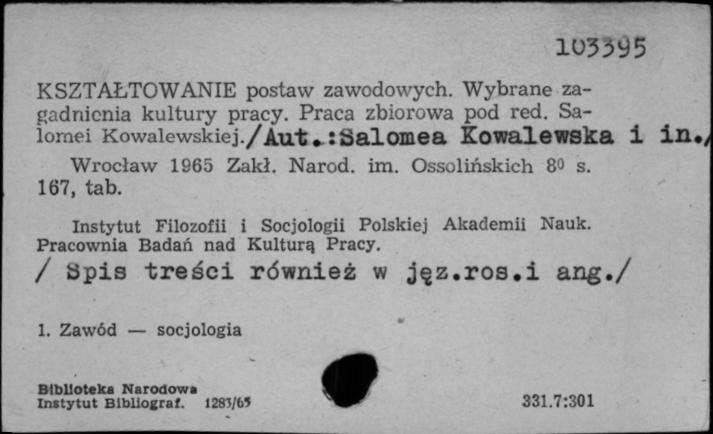 103395
KSZTAŁTOWANIE postaw zawodowych. Wybrane za-
gadnienia kultury pracy. Praca zbiorowa pod red. Sa-
lomei Kowalewskiej./Aut.:Salomea Kowalewska i in./
Wrocław 1965 Zakł. Narod. im. Ossolińskich 8⁰ s.
167, tab.
Instytut Filozofii i Socjologii Polskiej Akademii Nauk.
Pracownia Badań nad Kulturą Pracy.
/ Spis treści również w jęz.ros.i ang./
1. Zawód — socjologia
Biblioteka Narodowa
Instytut Bibliograf. 1283/65 331.7:301